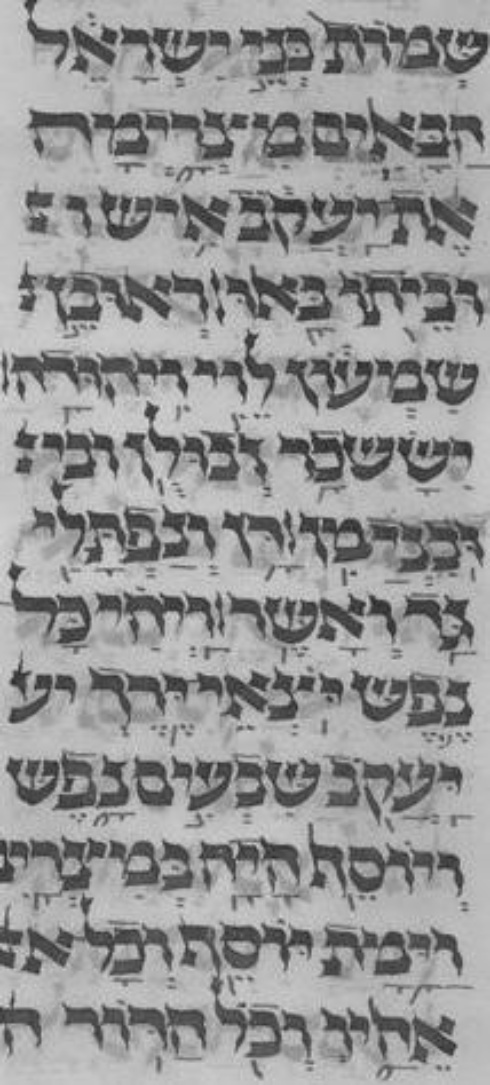 שמות בני ישראל
הבאים מצרימה
את יעקב איש ו
וביתו באו ראובן
שמעון לוי ויהודה
יששכר זבולן ובנ
ובנימן דן ונפתלי
גד ואשר ויהי כל
נפש יצאי ירך יע
יעקב שבעים נפש
ויוסף היה במצרים
וימת יוסף וכל אח
אחיו וכל הדור ה